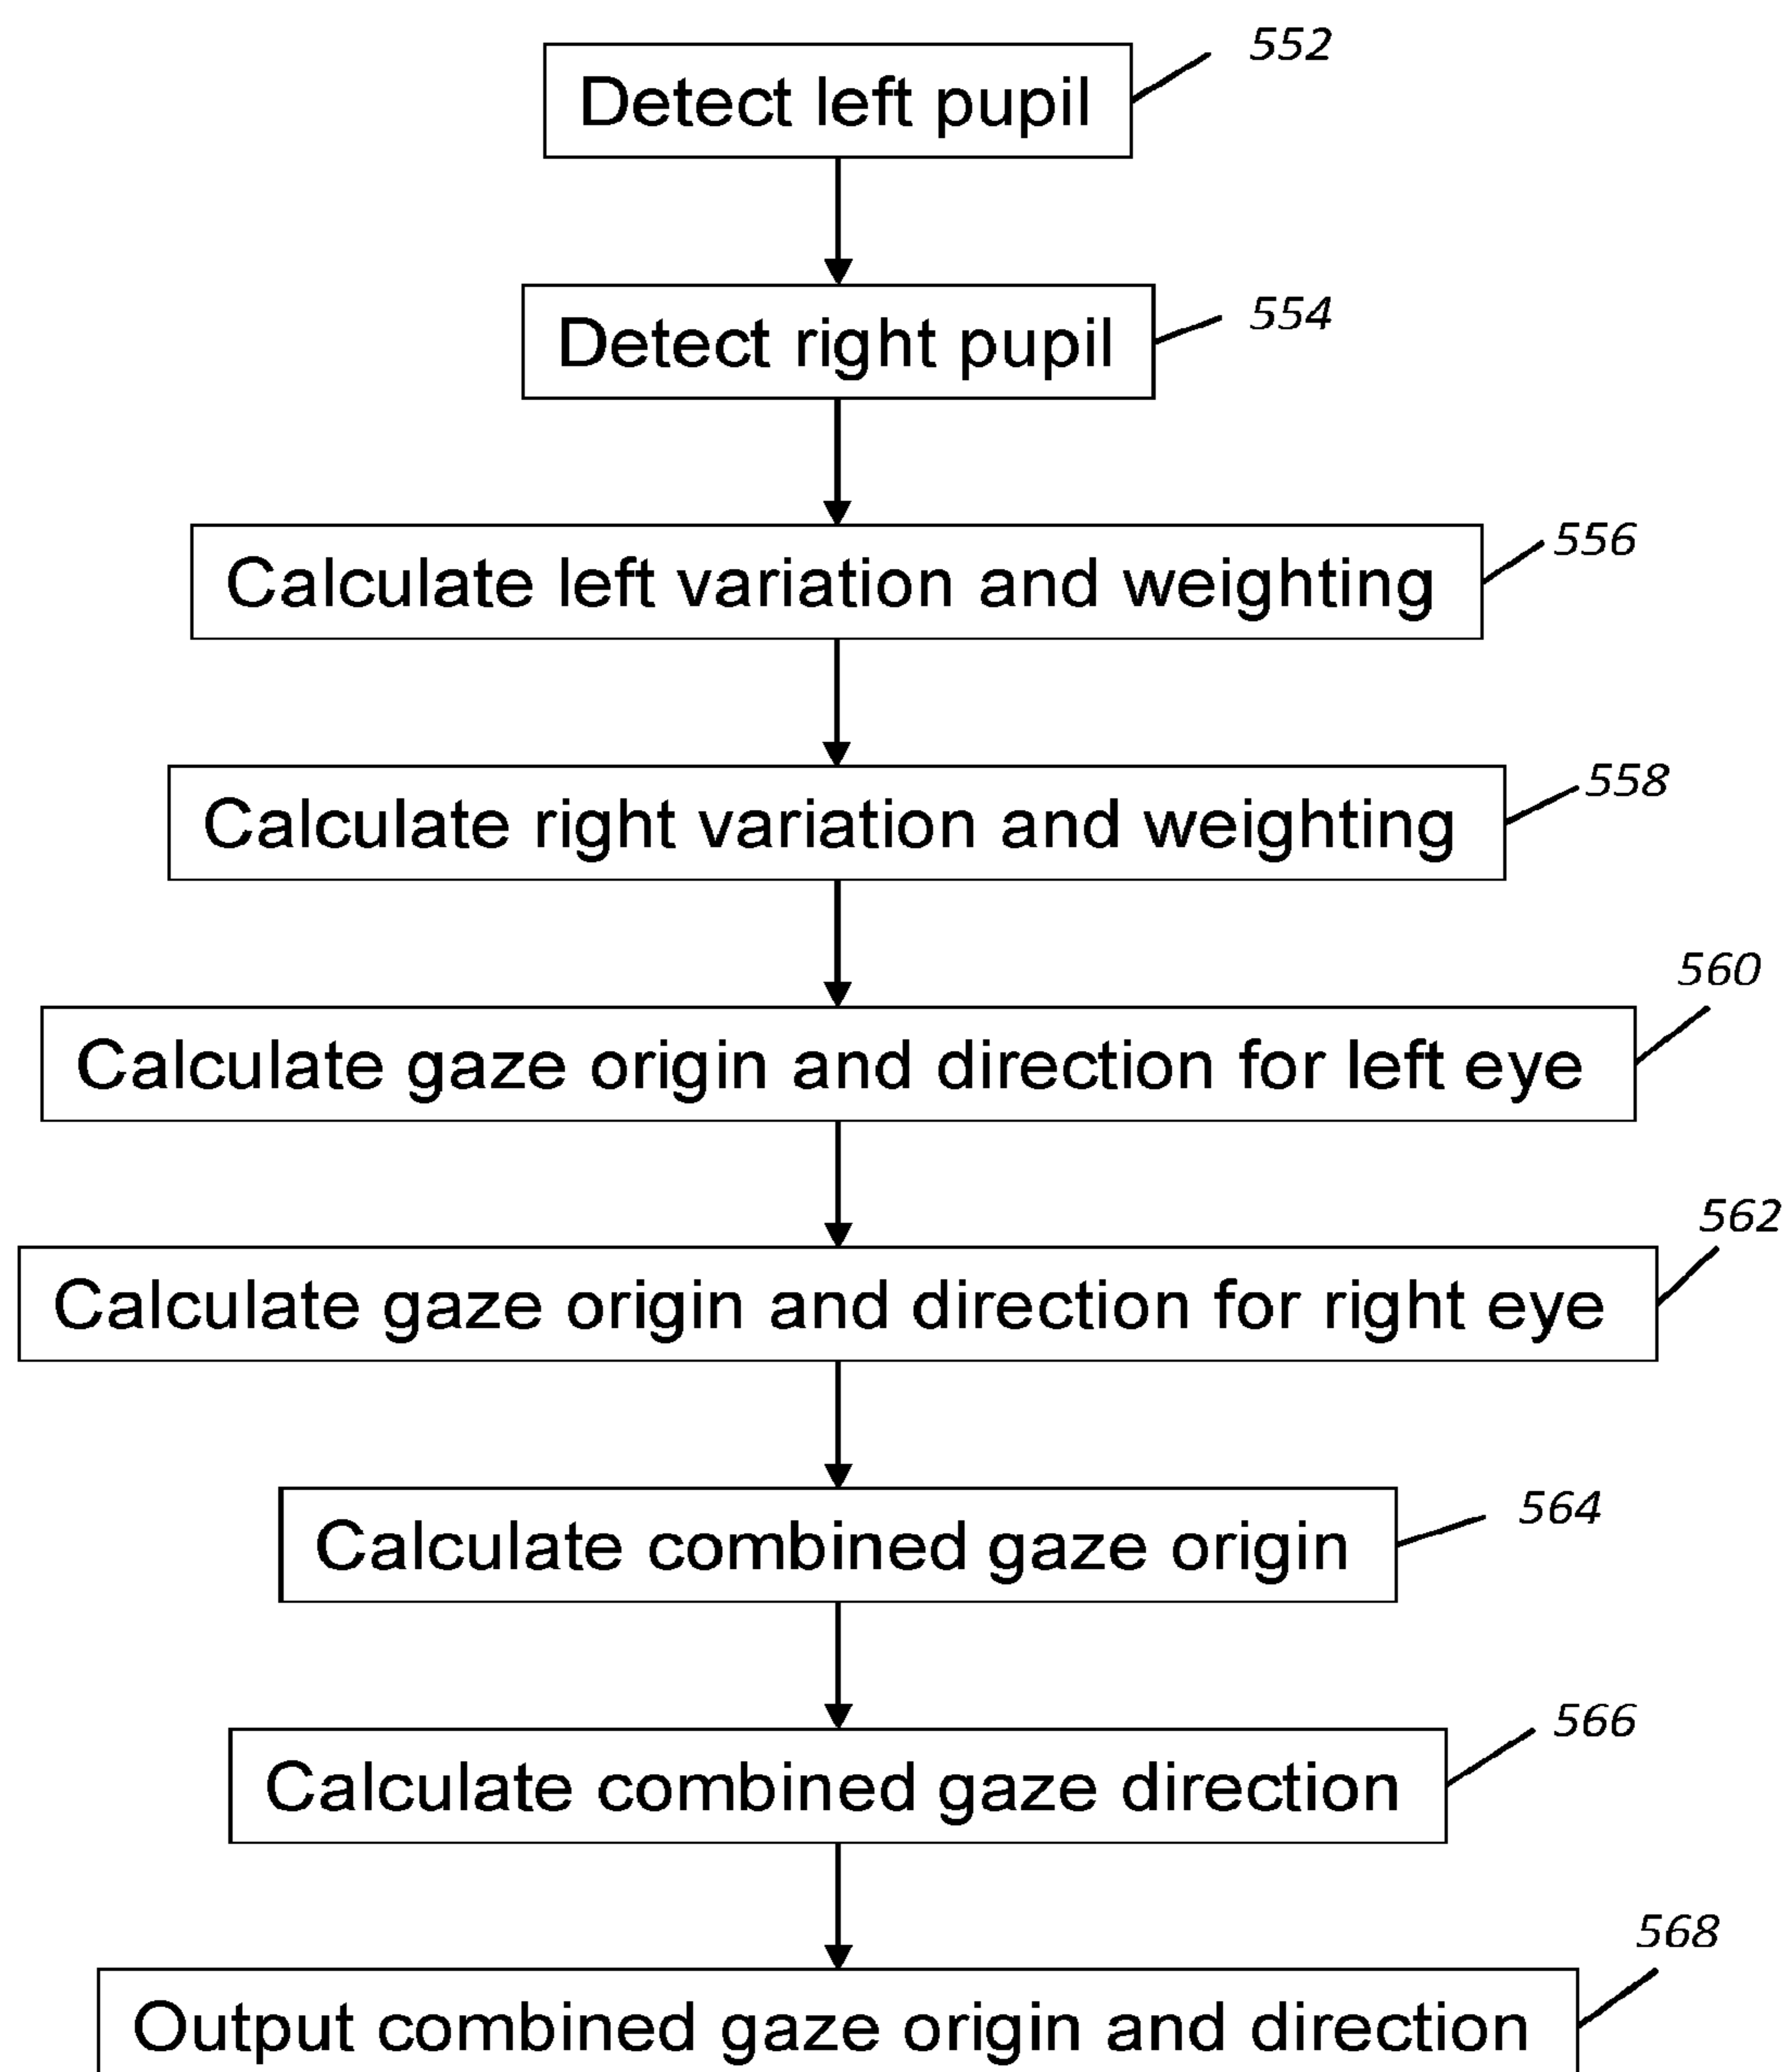 552
Detect left pupil
554
Detect right pupil
556
Calculate left variation and weighting
558
Calculate right variation and weighting
560
Calculate gaze origin and direction for left eye
562
Calculate gaze origin and direction for right eye
564
Calculate combined gaze origin
566
Calculate combined gaze direction
568
Output combined gaze origin and direction